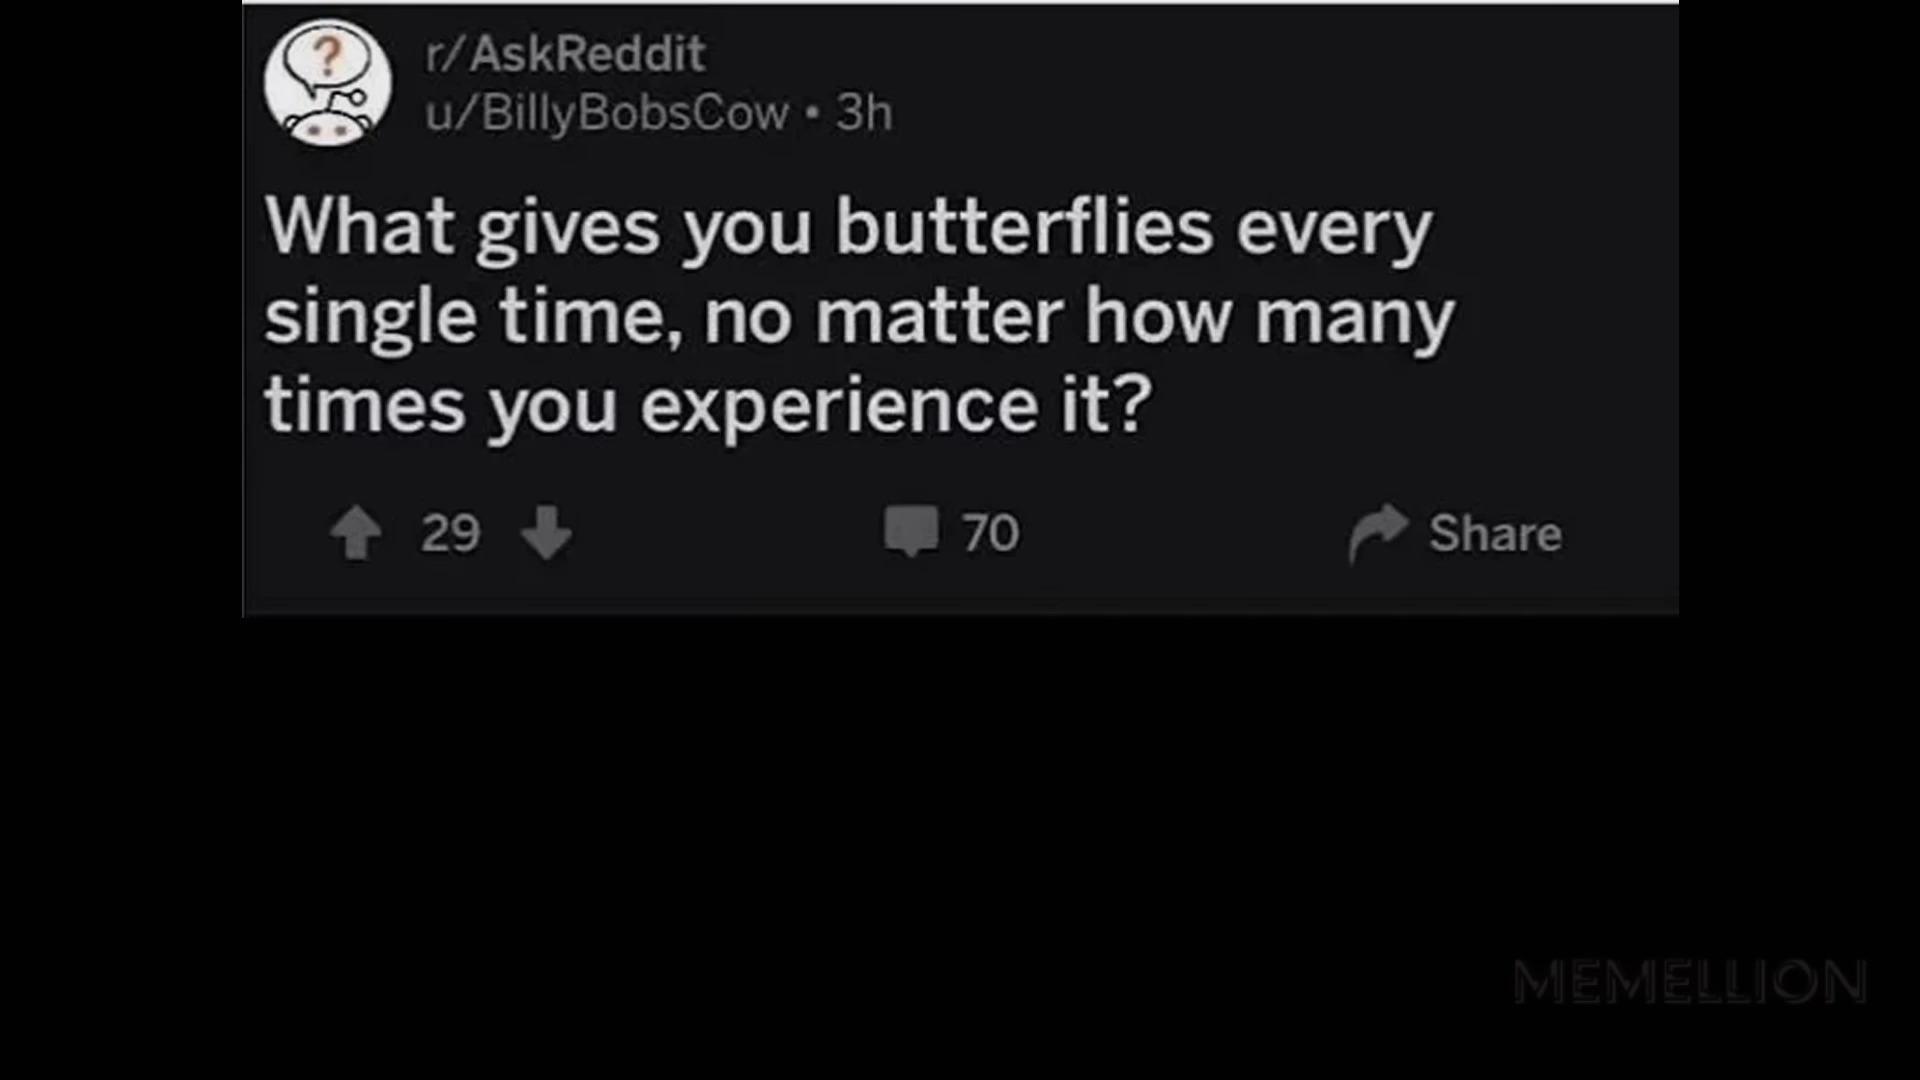 r/AskReddit
u/BillyBobsCow • 3h
What gives you butterflies every
single time, no matter how many
times you experience it?
29 70 Share
MEMELLION